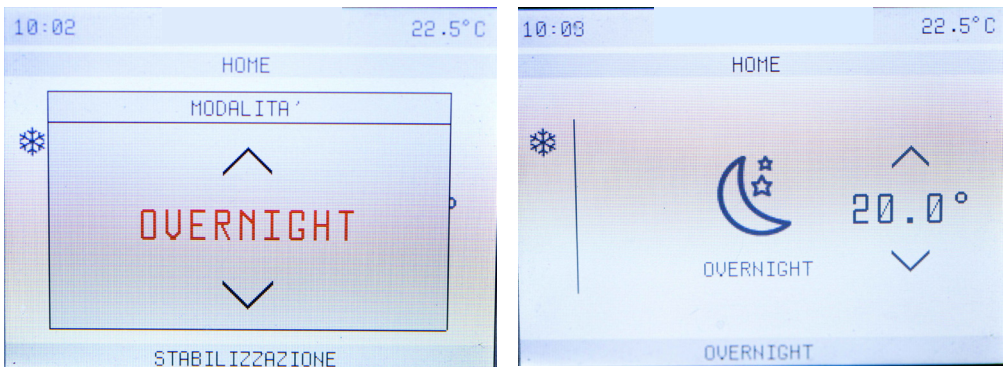 10:02 22.5°C
HOME
MODALITA'
OVERNIGHT
STABILIZZAZIONE
10:03 22.5°C
HOME
20.0°
OVERNIGHT
OVERNIGHT